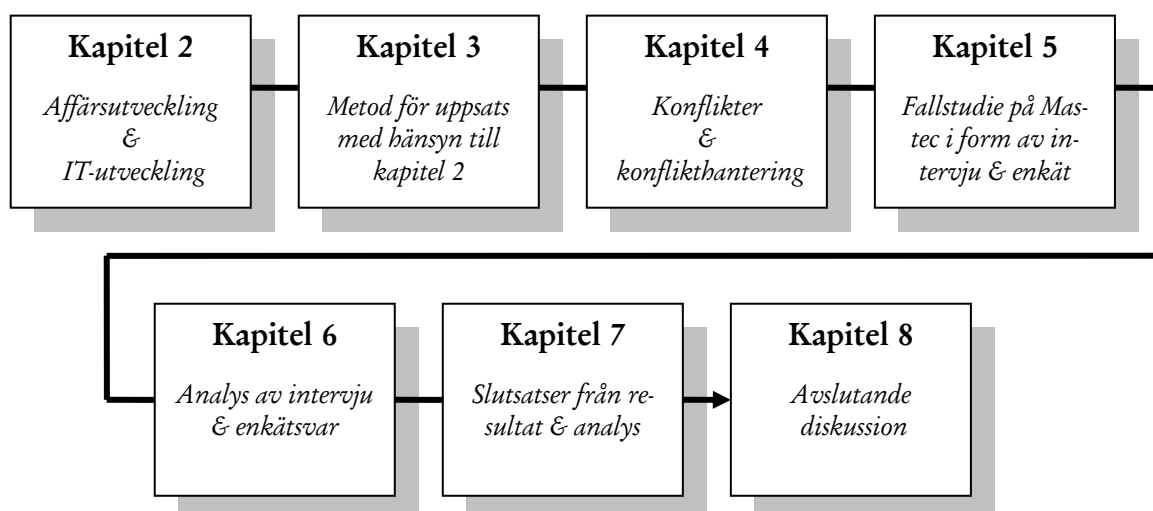 Kapitel 2
Affärsutveckling
&
IT-utveckling
Kapitel 3
Metod för uppsats
med hänsyn till
kapitel 2
Kapitel 4
Konflikter
&
konflikthantering
Kapitel 5
Fallstudie på Mas-
tec i form av in-
tervju & enkät
Kapitel 6
Analys av intervju
& enkätsvar
Kapitel 7
Slutsatser från re-
sultat & analys
Kapitel 8
Avslutande
diskussion